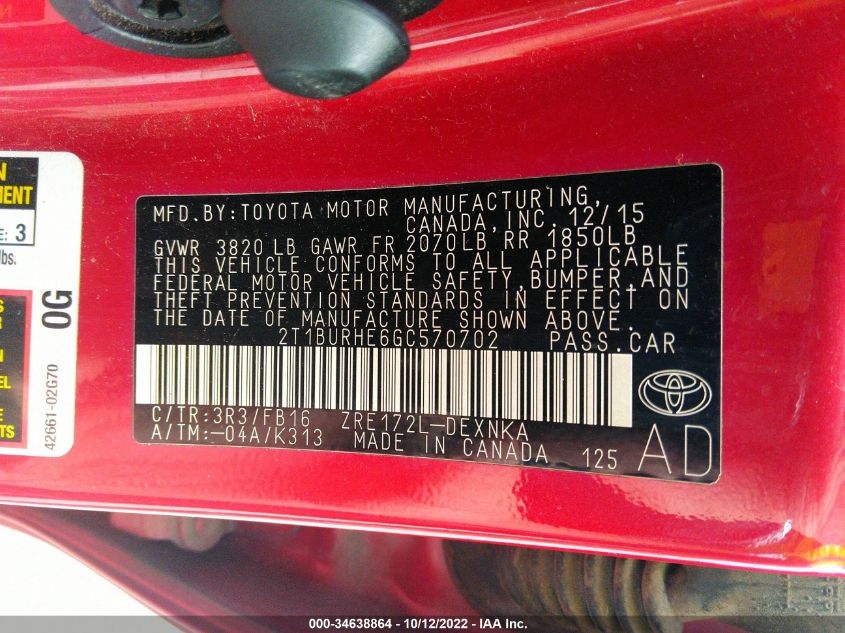 MFD.BY:TOYOTA MOTOR MANUFACTURING,
CANADA,INC. 12/15
GVWR 3820 LB GAWR FR 2070LB RR 1850LB
THIS VEHICLE CONFORMS TO ALL APPLICABLE
FEDERAL MOTOR VEHICLE SAFETY,BUMPER,AND
THEFT PREVENTION STANDARDS IN EFFECT ON
THE DATE OF MANUFACTURE SHOWN ABOVE.
2T1BURHE6GC570702 PASS.CAR
C/TR:3R3/FB16 ZRE172L-DEXNKA
A/TM:-04A/K313 MADE IN CANADA 125
AD
E: 3
lbs.
0G
42661-02G70
000-34638864 - 10/12/2022 - IAA Inc.